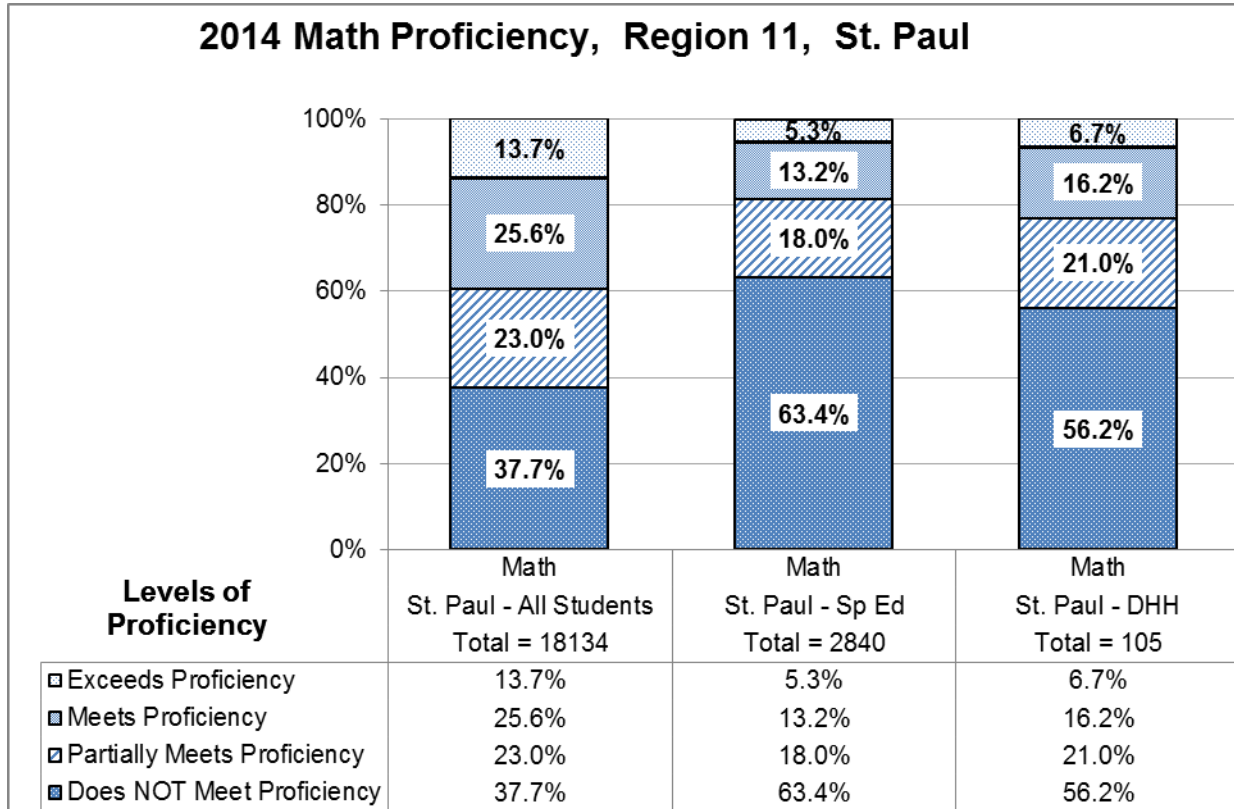 2014 Math Proficiency, Region 11, St. Paul
100%
80%
60%
40%
20%
0%
13.7%
25.6%
23.0%
37.7%
5.3%
13.2%
18.0%
63.4%
6.7%
16.2%
21.0%
56.2%
Levels of
Proficiency
Math
St. Paul - All Students
Total = 18134
Math
St. Paul - Sp Ed
Total = 2840
Math
St. Paul - DHH
Total = 105
Exceeds Proficiency 13.7% 5.3% 6.7%
Meets Proficiency 25.6% 13.2% 16.2%
Partially Meets Proficiency 23.0% 18.0% 21.0%
Does NOT Meet Proficiency 37.7% 63.4% 56.2%